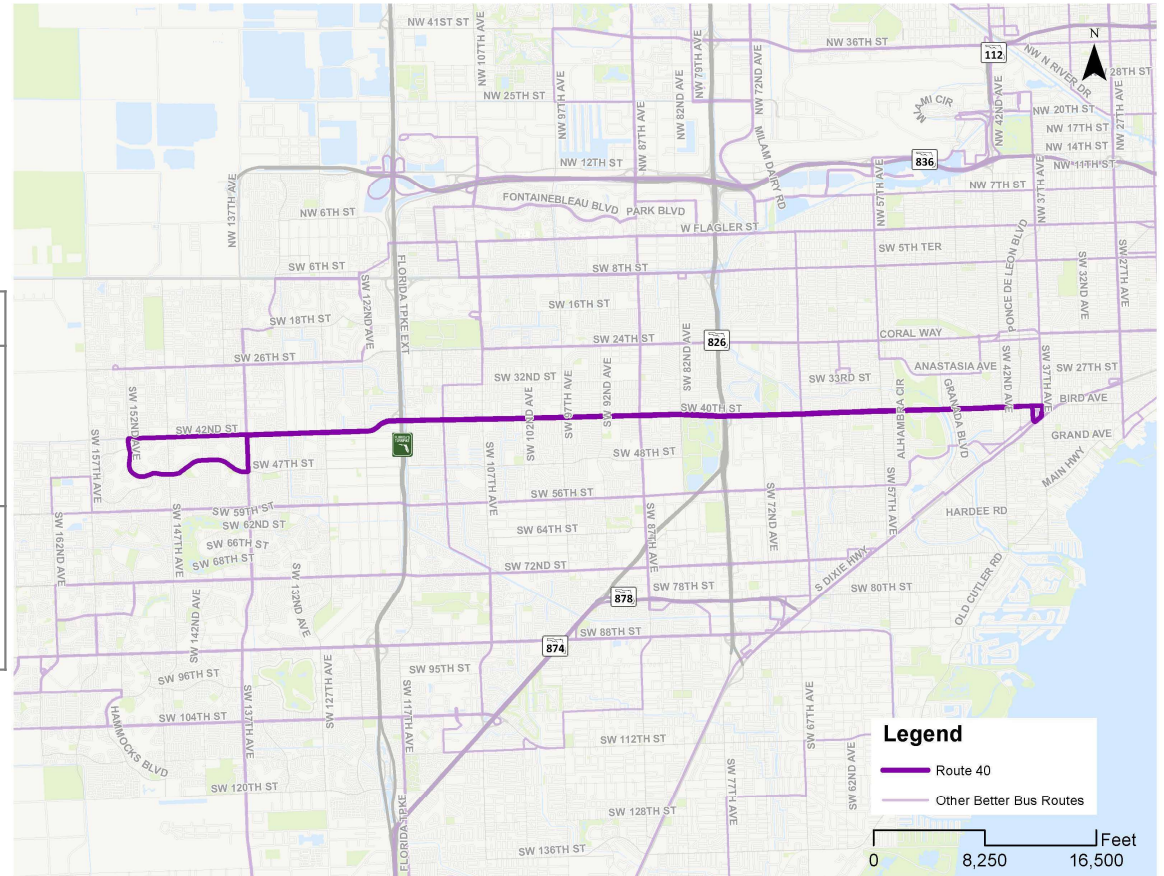 NW 41ST ST
NW 107TH AVE
NW 79TH AVE
NW 36TH ST
112
N
NW N RIVER DR
28TH ST
NW 97TH AVE
NW 82ND AVE
NW 72ND AVE
NW 25TH ST
NW 87TH AVE
NW 42ND AVE
NW 27TH AVE
NW 20TH ST
NW 17TH ST
NW 14TH ST
NW 11TH ST
MILAM DAIRY RD
836
NW 12TH ST
NW 137TH AVE
NW 57TH AVE
NW 7TH ST
NW 37TH AVE
FONTAINEBLEAU BLVD
PARK BLVD
NW 6TH ST
W FLAGLER ST
SW 5TH TER
PONCE DE LEON BLVD
SW 6TH ST
SW 8TH ST
FLORIDA TPKE EXT
SW 122ND AVE
SW 32ND AVE
SW 27TH AVE
SW 16TH ST
SW 18TH ST
SW 24TH ST
SW 82ND AVE
826
CORAL WAY
SW 26TH ST
ANASTASIA AVE
SW 42ND AVE
SW 37TH AVE
SW 27TH ST
SW 32ND ST
SW 97TH AVE
SW 92ND AVE
SW 33RD ST
SW 152ND AVE
SW 102ND AVE
SW 40TH ST
ALHAMBRA CIR
GRANADA BLVD
BIRD AVE
SW 42ND ST
SW 157TH AVE
GRAND AVE
SW 47TH ST
SW 107TH AVE
SW 48TH ST
MAIN HWY
SW 56TH ST
SW 72ND AVE
SW 57TH AVE
SW 59TH ST
SW 62ND ST
SW 64TH ST
SW 87TH AVE
HARDEE RD
SW 162ND AVE
SW 147TH AVE
SW 66TH ST
SW 68TH ST
SW 72ND ST
S DIXIE HWY
SW 132ND AVE
SW 78TH ST
SW 80TH ST
OLD CUTLER RD
878
SW 142ND AVE
SW 88TH ST
874
SW 95TH ST
SW 96TH ST
SW 127TH AVE
SW 117TH AVE
SW 67TH AVE
SW 137TH AVE
SW 104TH ST
HAMMOCKS BLVD
SW 112TH ST
SW 77TH AVE
SW 62ND AVE
SW 120TH ST
FLORIDA TPKE
SW 128TH ST
SW 136TH ST
Legend
Route 40
Other Better Bus Routes
Feet
0 8,250 16,500